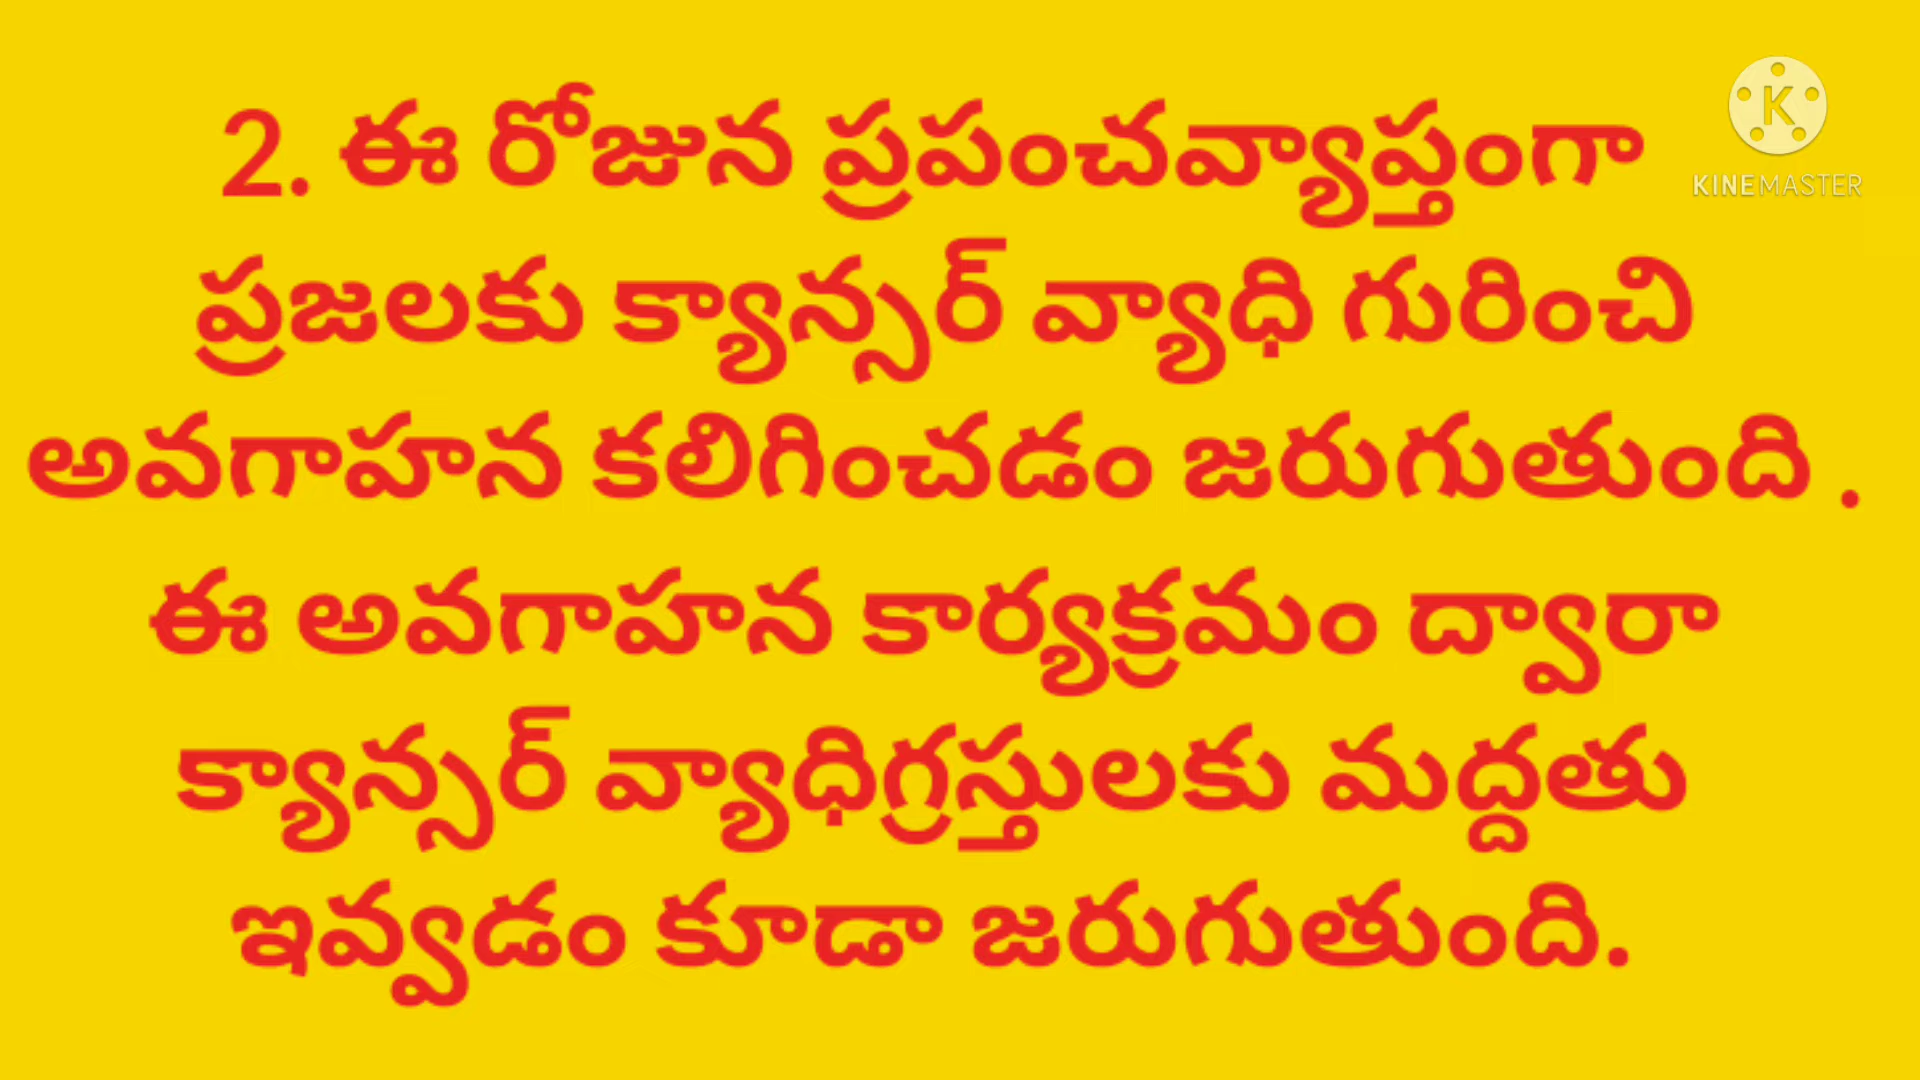 2. ఈ రోజున ప్రపంచవ్యాప్తంగా
ప్రజలకు క్యాన్సర్ వ్యాధి గురించి
అవగాహన కలిగించడం జరుగుతుంది .
ఈ అవగాహన కార్యక్రమం ద్వారా
క్యాన్సర్ వ్యాధిగ్రస్తులకు మద్దతు
ఇవ్వడం కూడా జరుగుతుంది.
K
KINEMASTER